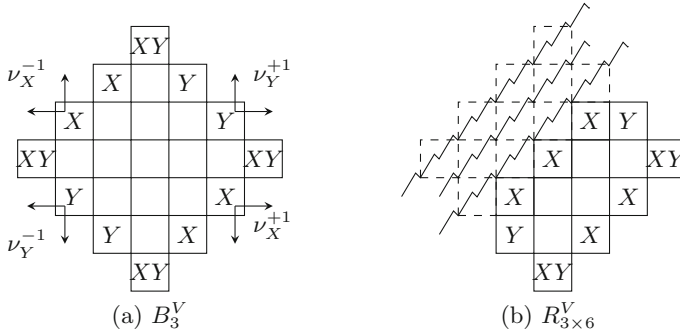 XY
ν_X^{-1} X Y ν_Y^{+1}
X Y X Y
XY XY X XY
Y X X X
ν_Y^{-1} Y X ν_X^{+1} Y X
XY XY
(a) B_3^V (b) R_{3×6}^V